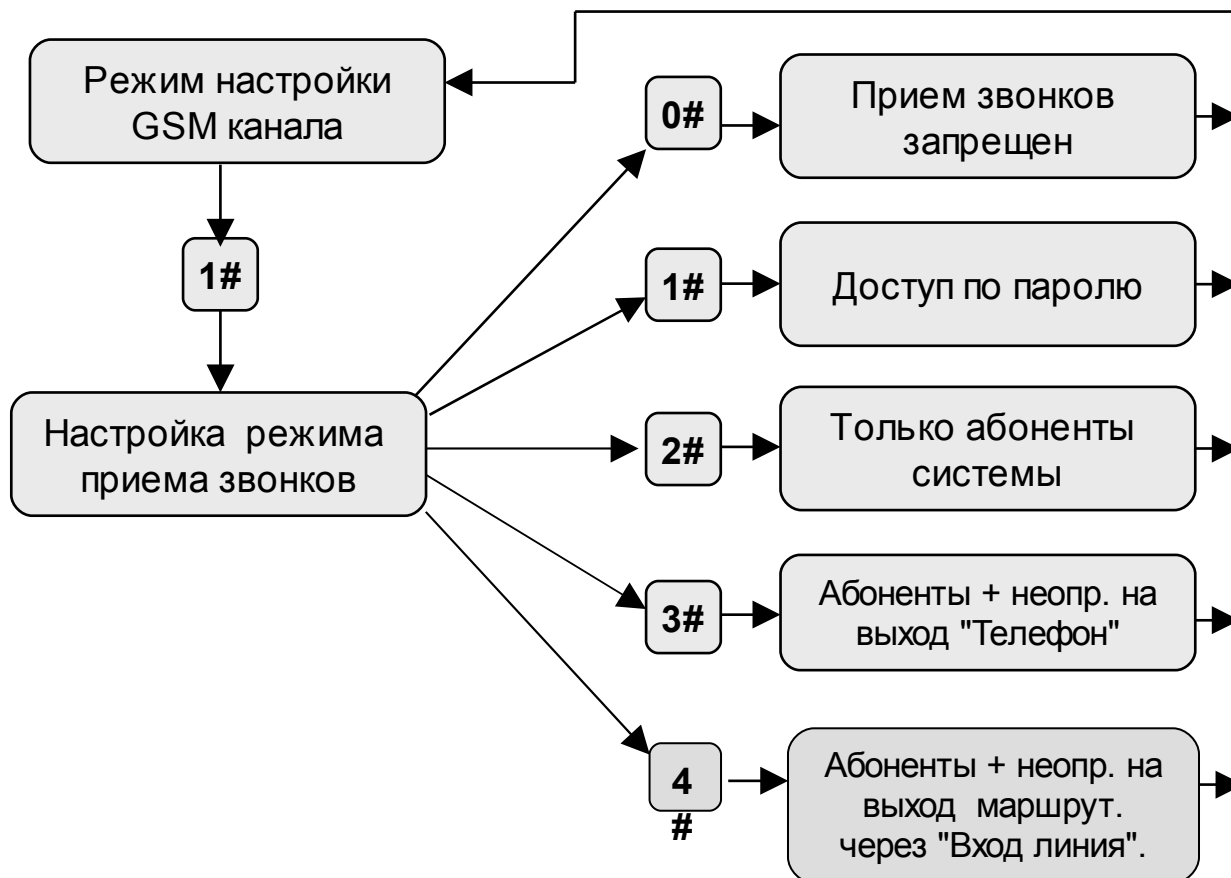 Режим настройки
GSM канала
1#
Настройка режима
приема звонков
0#
Прием звонков
запрещен
1#
Доступ по паролю
2#
Только абоненты
системы
3#
Абоненты + неопр. на
выход "Телефон"
4
#
Абоненты + неопр. на
выход маршрут.
через "Вход линия".